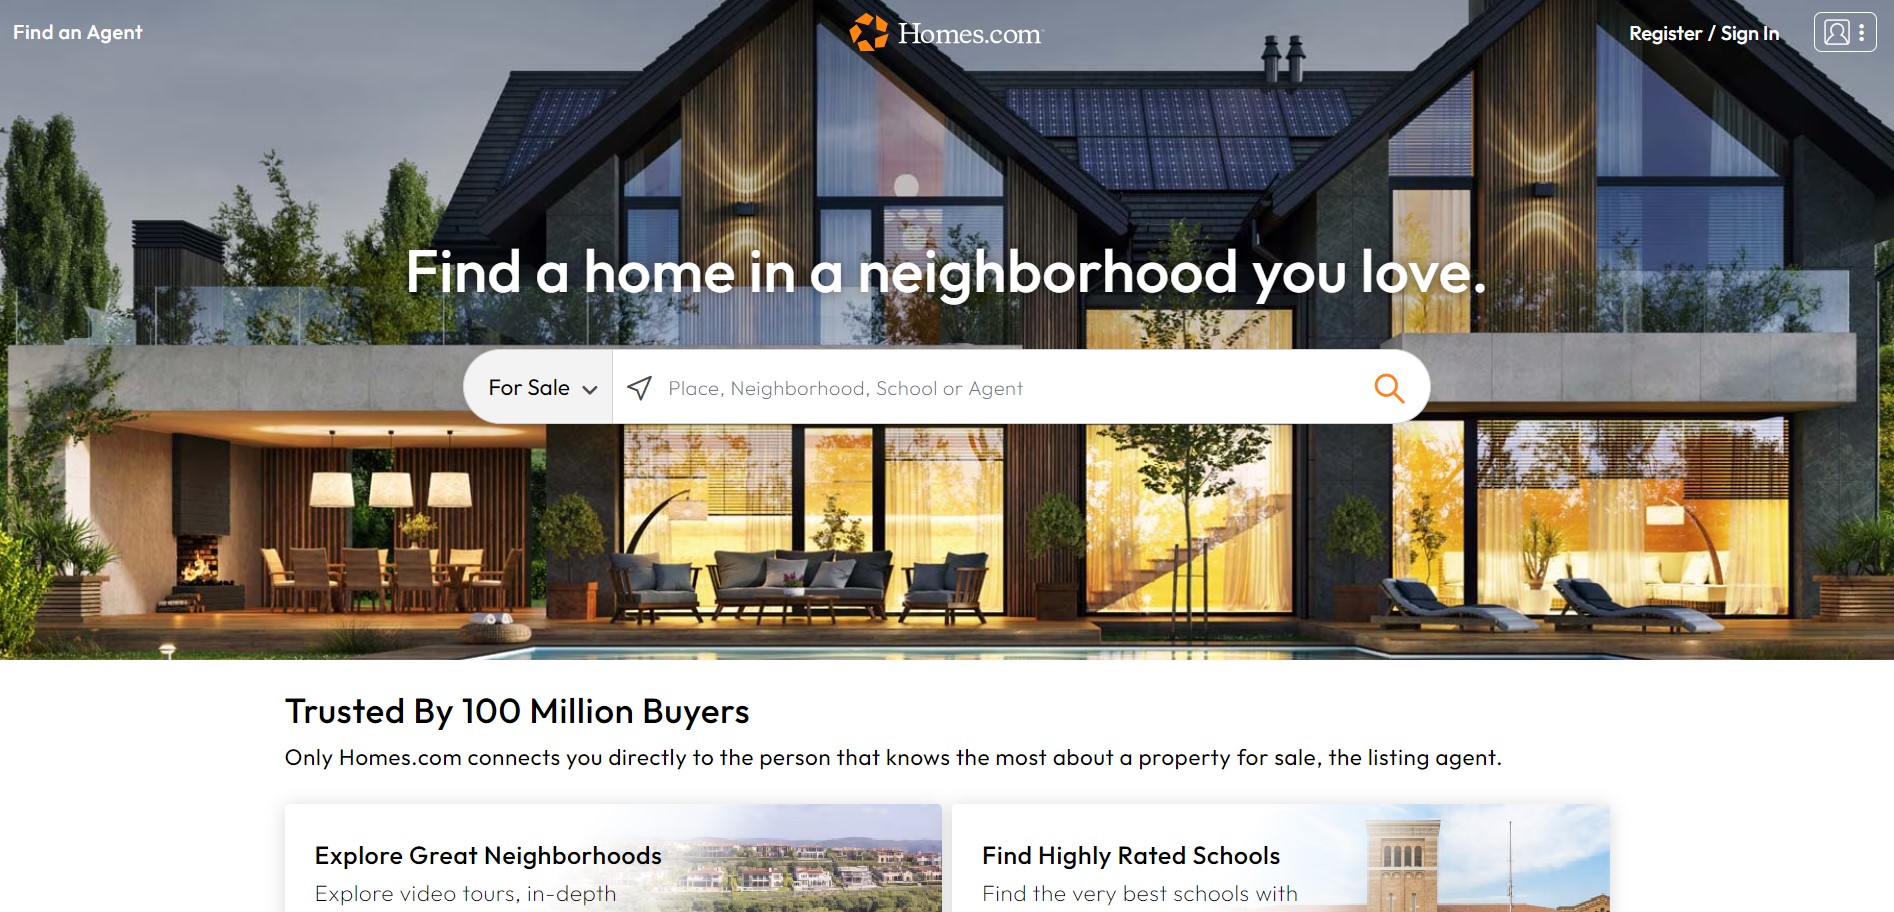 Find an Agent
Homes.com
Register / Sign In
Find a home in a neighborhood you love.
For Sale
Place, Neighborhood, School or Agent
Trusted By 100 Million Buyers
Only Homes.com connects you directly to the person that knows the most about a property for sale, the listing agent.
Explore Great Neighborhoods
Explore video tours, in-depth
Find Highly Rated Schools
Find the very best schools with